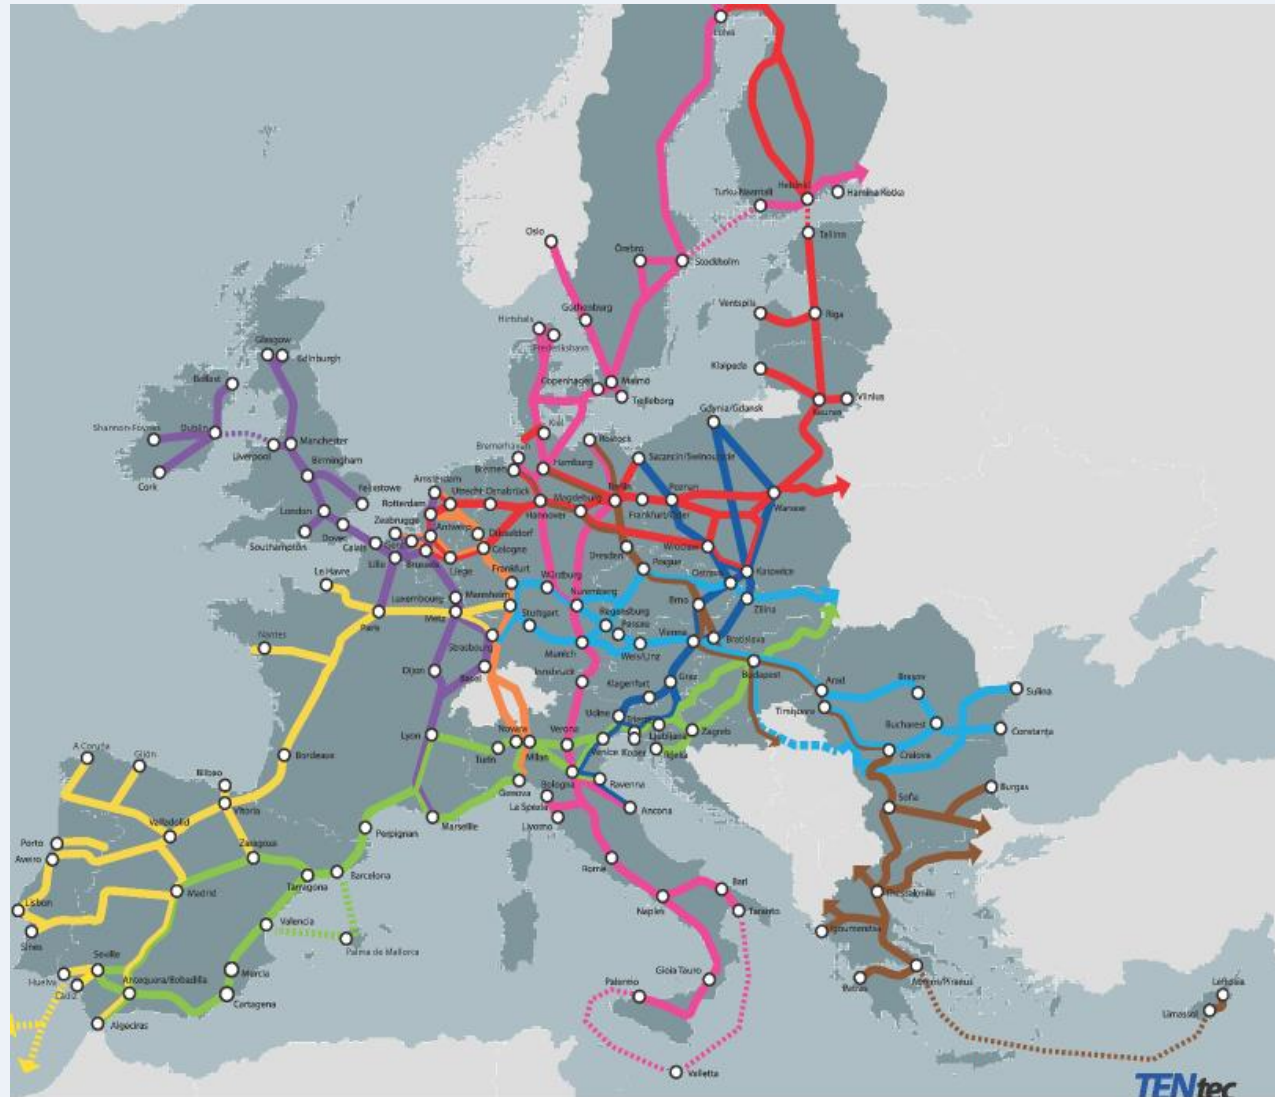 Luleå
Turku-Naantali
Helsinki
Hamina/Kotka
Oslo
Örebro
Stockholm
Tallinn
Gothenburg
Ventspils
Riga
Hirtshals
Frederikshavn
Glasgow
Edinburgh
Klaipeda
Belfast
Copenhagen
Malmö
Trelleborg
Kaunas
Vilnius
Gdynia/Gdansk
Shannon-Foynes
Dublin
Kiel
Rostock
Liverpool
Manchester
Bremerhaven
Birmingham
Bremen
Hamburg
Szczecin/Swinoujscie
Cork
Felixstowe
Amsterdam
Utrecht
Osnabrück
Magdeburg
Berlin
Poznan
Rotterdam
London
Hannover
Frankfurt/Oder
Warsaw
Zeebrugge
Antwerp
Düsseldorf
Southampton
Dover
Calais
Gent
Cologne
Dresden
Wroclaw
Lille
Brussels
Liege
Frankfurt
Prague
Ostrava
Katowice
Le Havre
Würzburg
Luxembourg
Mannheim
Nuremberg
Brno
Zilina
Paris
Metz
Stuttgart
Regensburg
Passau
Nantes
Strasbourg
Munich
Wels/Linz
Vienna
Bratislava
Dijon
Basel
Innsbruck
Klagenfurt
Graz
Budapest
Arad
Brașov
Sulina
Udine
Timișoara
Lyon
Novara
Verona
Ljubljana
Zagreb
Bucharest
Constanța
A Coruña
Gijón
Bordeaux
Turin
Milan
Venice
Koper
Rijeka
Craiova
Bilbao
Genova
Bologna
Ravenna
Vitoria
La Spezia
Ancona
Burgas
Valladolid
Marseille
Livorno
Sofia
Porto
Zaragoza
Perpignan
Aveiro
Rome
Tarragona
Barcelona
Madrid
Bari
Thessaloniki
Lisbon
Naples
Taranto
Valencia
Igoumenitsa
Sines
Palma de Mallorca
Seville
Murcia
Gioia Tauro
Huelva
Antequera/Bobadilla
Palermo
Patras
Athens/Piraeus
Lefkosia
Cadiz
Cartagena
Limassol
Algeciras
Valletta
TENtec